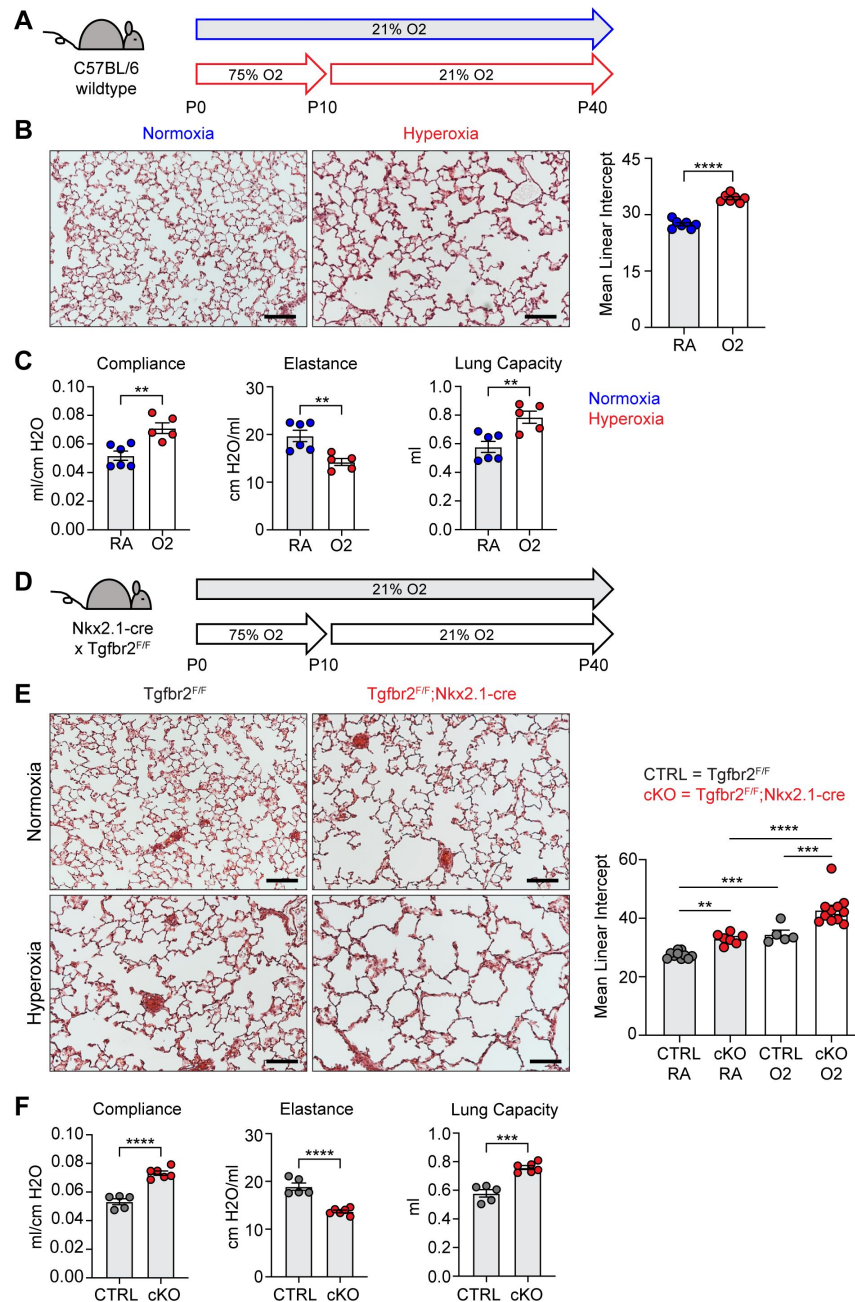 A
C57BL/6
wildtype
21% O2
75% O2
21% O2
P0
P10
P40
B
Normoxia
Hyperoxia
Mean Linear Intercept
45
30
15
0
****
RA
O2
C
Compliance
ml/cm H2O
0.10
0.08
0.06
0.04
0.02
0.00
**
RA
O2
Elastance
cm H2O/ml
30
20
10
0
**
RA
O2
Lung Capacity
ml
1.0
0.8
0.6
0.4
0.2
0.0
**
RA
O2
Normoxia
Hyperoxia
D
Nkx2.1-cre
x Tgfbr2F/F
21% O2
75% O2
21% O2
P0
P10
P40
E
Tgfbr2F/F
Tgfbr2F/F;Nkx2.1-cre
Normoxia
Hyperoxia
CTRL = Tgfbr2F/F
cKO = Tgfbr2F/F;Nkx2.1-cre
Mean Linear Intercept
60
40
20
0
****
***
***
**
CTRL
RA
cKO
RA
CTRL
O2
cKO
O2
F
Compliance
ml/cm H2O
0.10
0.08
0.06
0.04
0.02
0.00
****
CTRL
cKO
Elastance
cm H2O/ml
30
20
10
0
****
CTRL
cKO
Lung Capacity
ml
1.0
0.8
0.6
0.4
0.2
0.0
***
CTRL
cKO